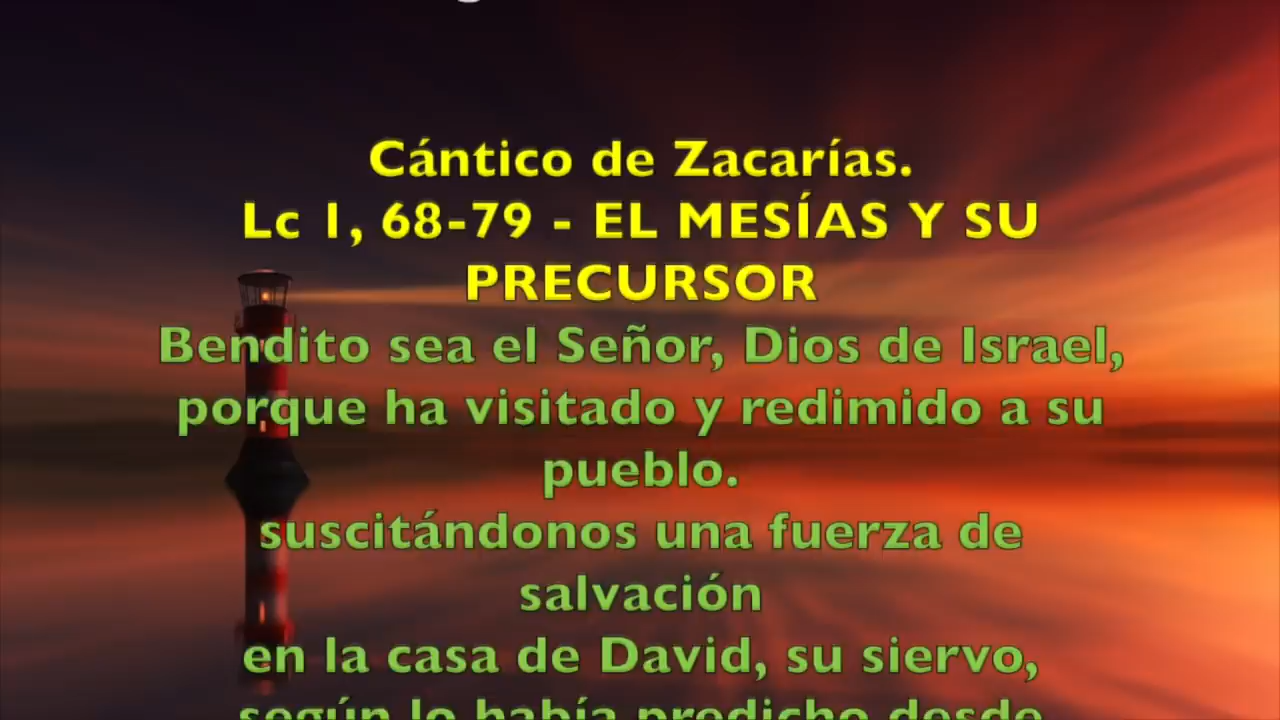 Cántico de Zacarías.
Lc 1, 68-79 - EL MESÍAS Y SU
PRECURSOR
Bendito sea el Señor, Dios de Israel,
porque ha visitado y redimido a su
pueblo.
suscitándonos una fuerza de
salvación
en la casa de David, su siervo,
según lo había predicho desde